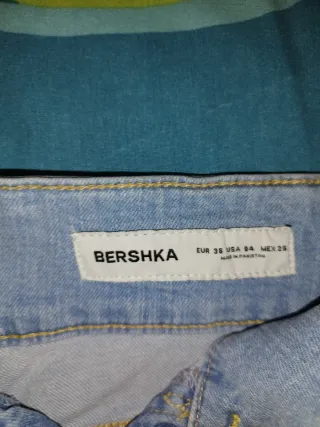 BERSHKA
EUR 36 USA 04 MEX 26
MADE IN PAKISTAN